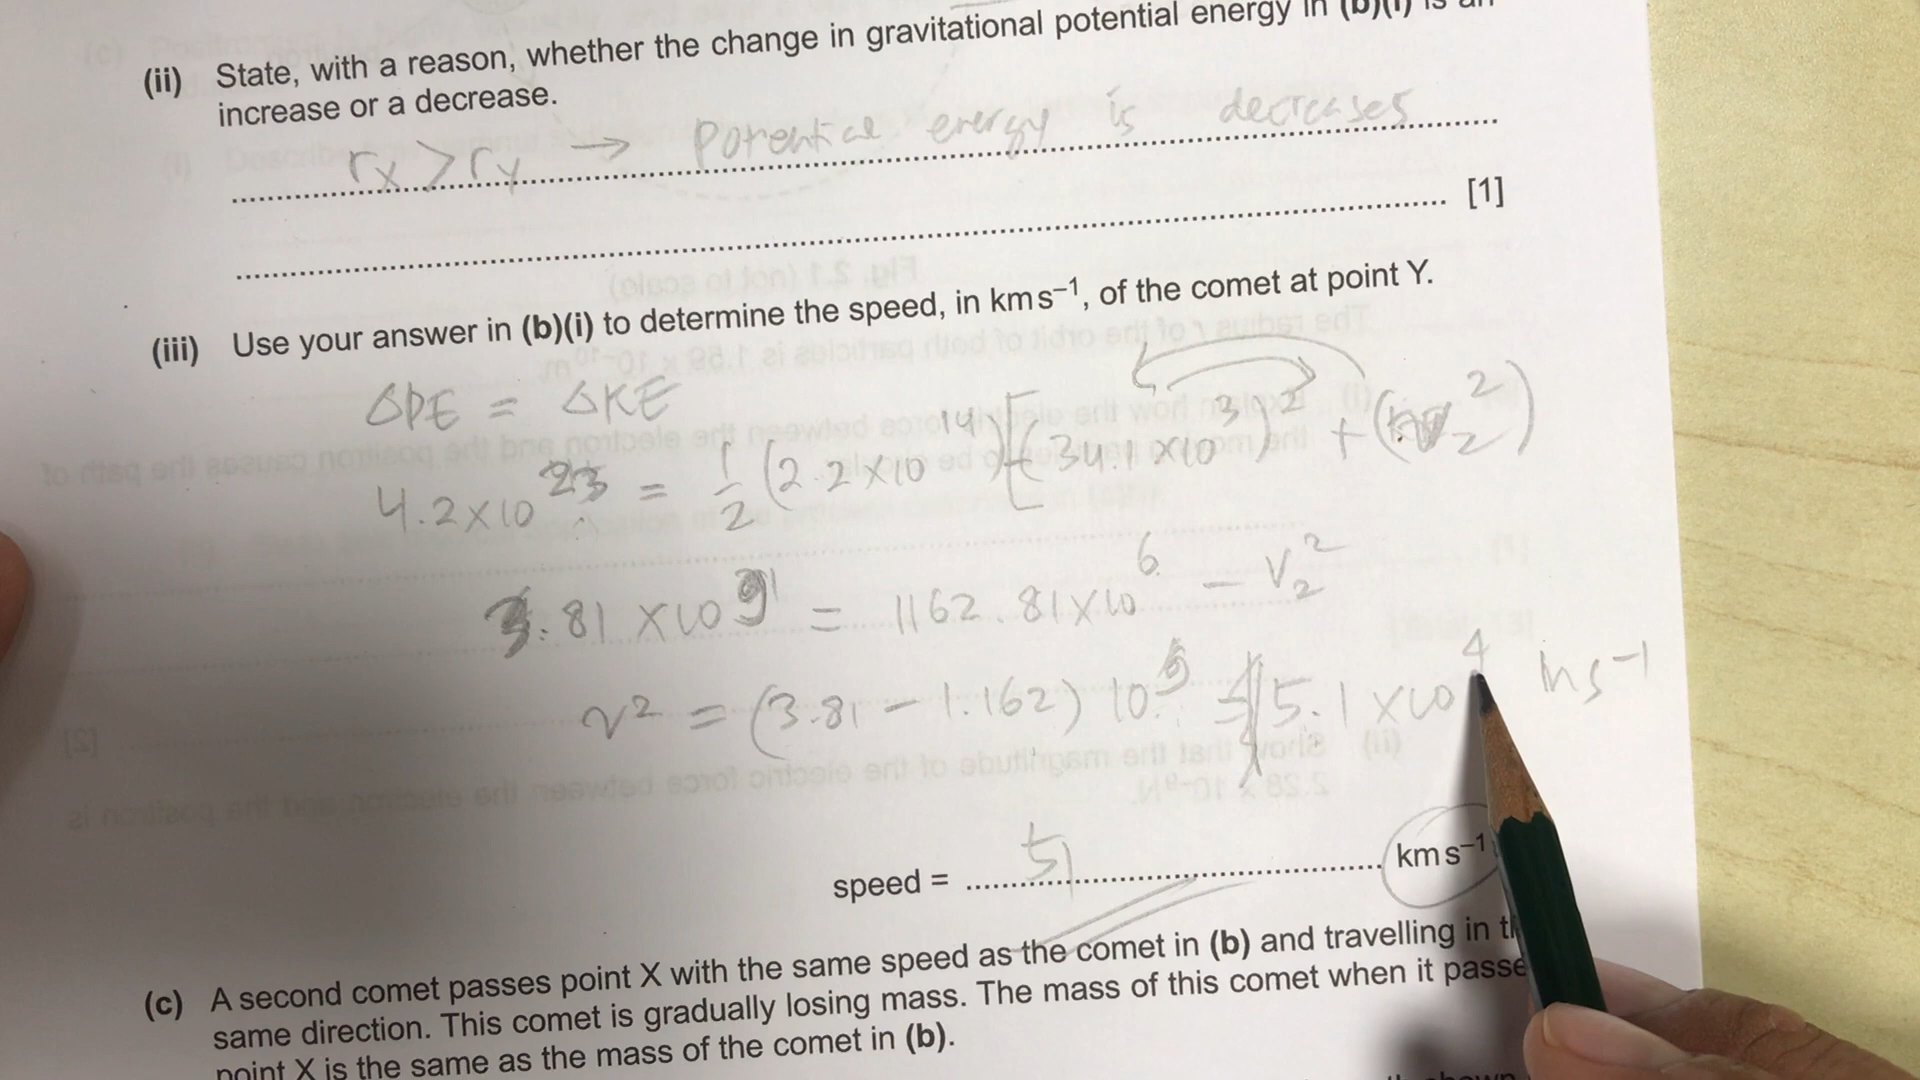 (ii) State, with a reason, whether the change in gravitational potential energy in (b)(i) is an
increase or a decrease.
rx > ry → Potential energy is decreases
[1]
(iii) Use your answer in (b)(i) to determine the speed, in km s⁻¹, of the comet at point Y.
ΔPE = ΔKE
4.2×10²³ = 1/2 (2.2×10¹⁴)[(34.1×10³)² + (v₂²)
3.81 ×10⁹ = 1162.81×10⁶ − v₂²
v² = (3.81 − 1.162) 10⁹ = 5.1 ×10⁴ ms⁻¹
speed = 51 km s⁻¹
(c) A second comet passes point X with the same speed as the comet in (b) and travelling in
same direction. This comet is gradually losing mass. The mass of this comet when it passe
point X is the same as the mass of the comet in (b).